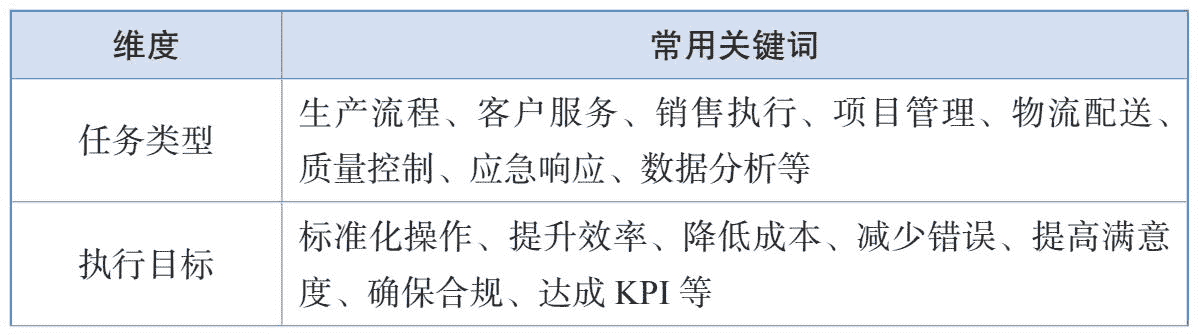 维度
常用关键词
任务类型
生产流程、客户服务、销售执行、项目管理、物流配送、
质量控制、应急响应、数据分析等
执行目标
标准化操作、提升效率、降低成本、减少错误、提高满意
度、确保合规、达成 KPI 等